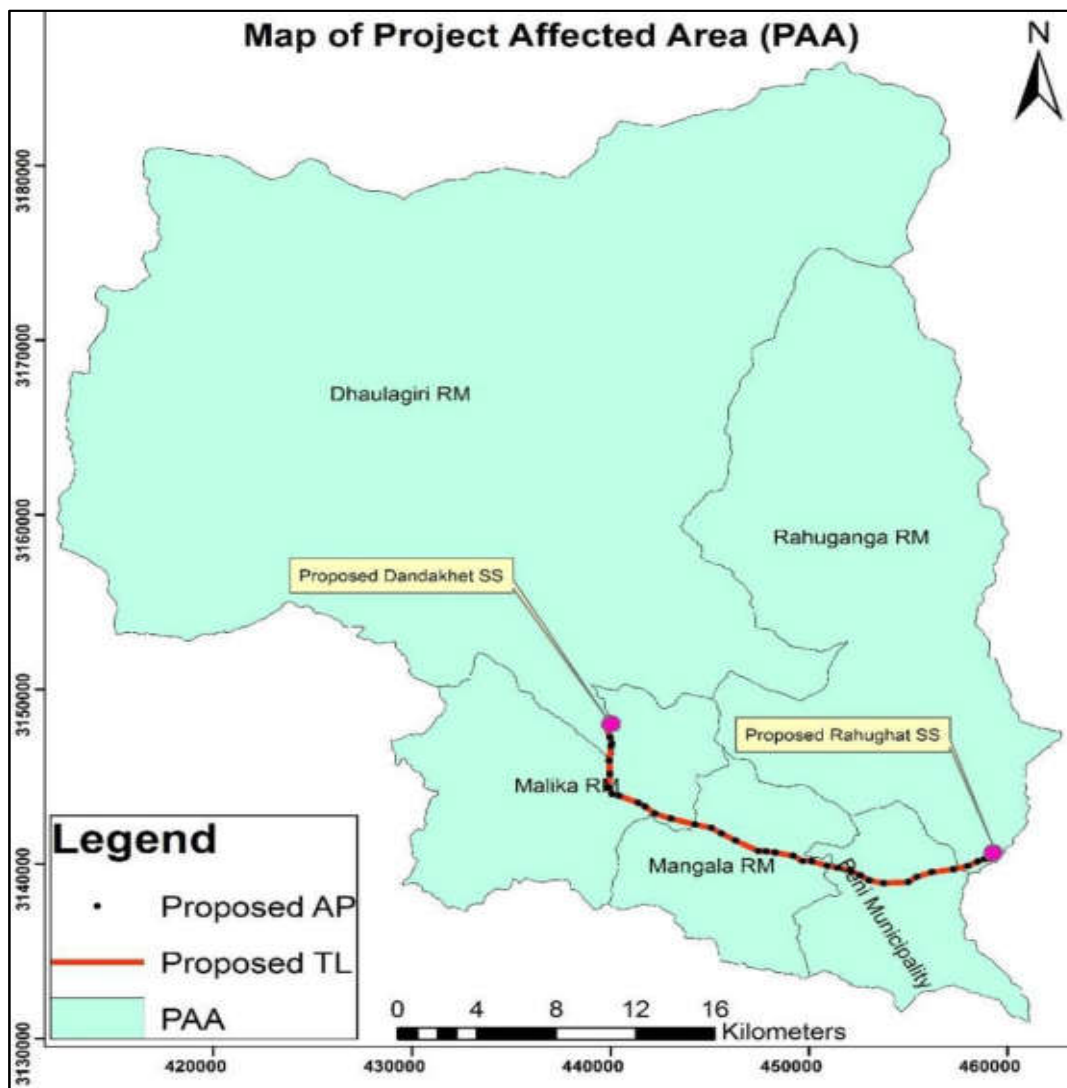 Map of Project Affected Area (PAA)
N
3180000
3170000
3160000
3150000
3140000
3130000
Dhaulagiri RM
Rahuganga RM
Proposed Dandakhet SS
Proposed Rahughat SS
Malika RM
Mangala RM
Beni Municipality
Legend
Proposed AP
Proposed TL
PAA
0 4 8 12 16
Kilometers
420000 430000 440000 450000 460000